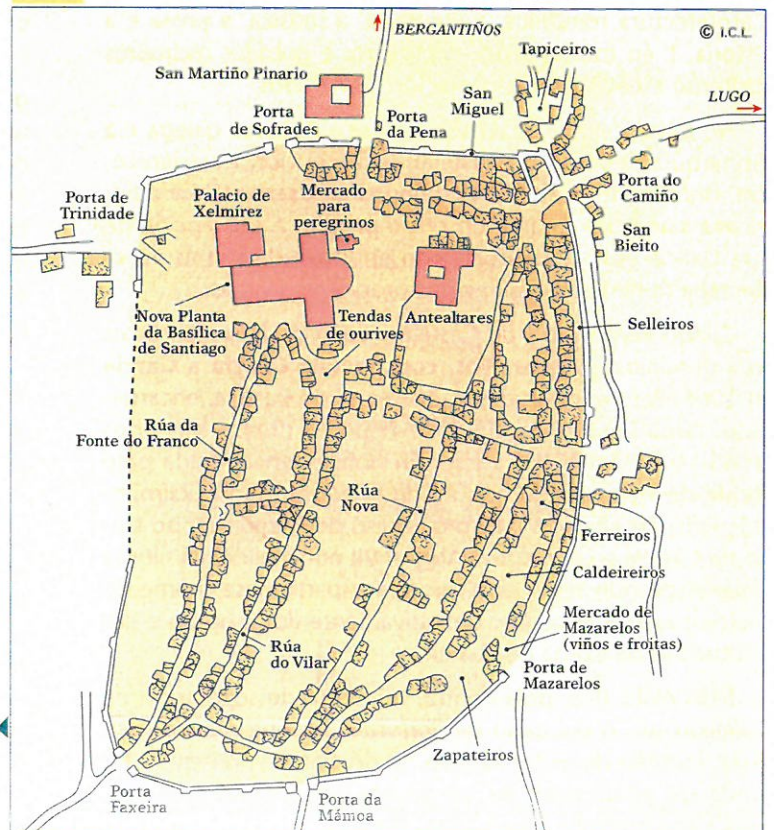 BERGANTIÑOS
© I.C.L.
Tapiceiros
San Martiño Pinario
San
Miguel
LUGO
Porta
de Sofrades
Porta
da Pena
Porta de
Trinidade
Palacio de
Xelmírez
Mercado
para
peregrinos
Porta do
Camiño
San
Bieito
Nova Planta
da Basílica
de Santiago
Tendas
de ourives
Antealtares
Selleiros
Rúa da
Fonte do Franco
Rúa
Nova
Ferreiros
Caldeireiros
Mercado de
Mazarelos
(viños e froitas)
Rúa
do Vilar
Porta de
Mazarelos
Zapateiros
Porta
Faxeira
Porta da
Mámoa